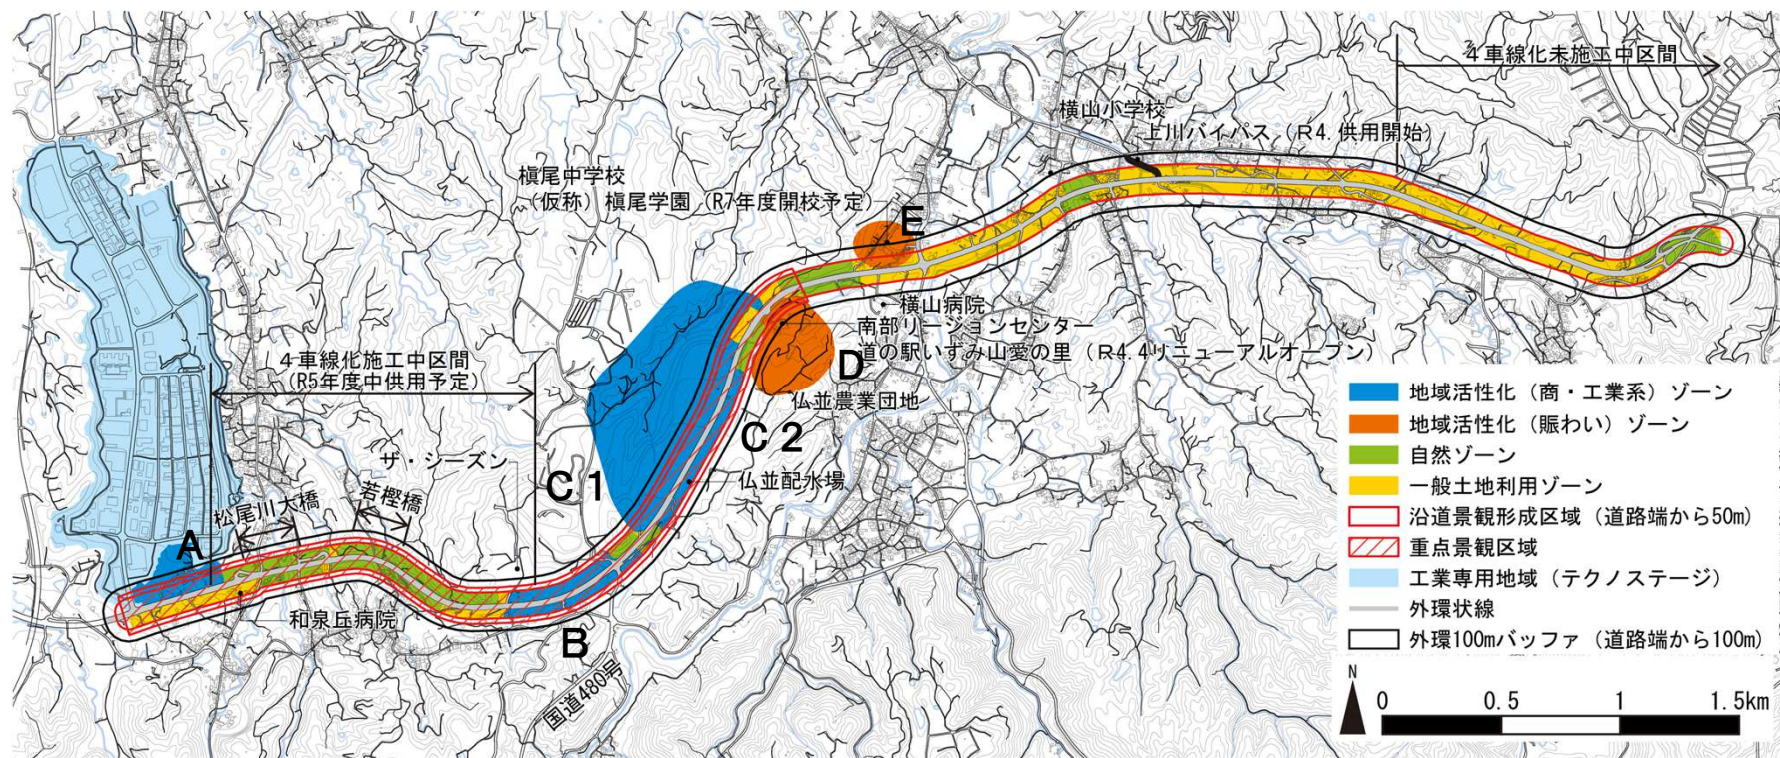 4車線化未施工中区間
横山小学校
上川バイパス（R4.供用開始）
槇尾中学校
（仮称）槇尾学園（R7年度開校予定）
E
横山病院
南部リージョンセンター
道の駅いずみ山愛の里（R4.4リニューアルオープン）
D
仏並農業団地
4車線化施工中区間
（R5年度中供用予定）
C2
ザ・シーズン
C1
仏並配水場
若樫橋
松尾川大橋
A
和泉丘病院
B
国道480号
地域活性化（商・工業系）ゾーン
地域活性化（賑わい）ゾーン
自然ゾーン
一般土地利用ゾーン
沿道景観形成区域（道路端から50m）
重点景観区域
工業専用地域（テクノステージ）
外環状線
外環100mバッファ（道路端から100m）
N
0 0.5 1 1.5km